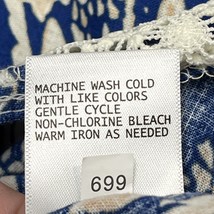 MACHINE WASH COLD
WITH LIKE COLORS
GENTLE CYCLE
NON-CHLORINE BLEACH
WARM IRON AS NEEDED
699